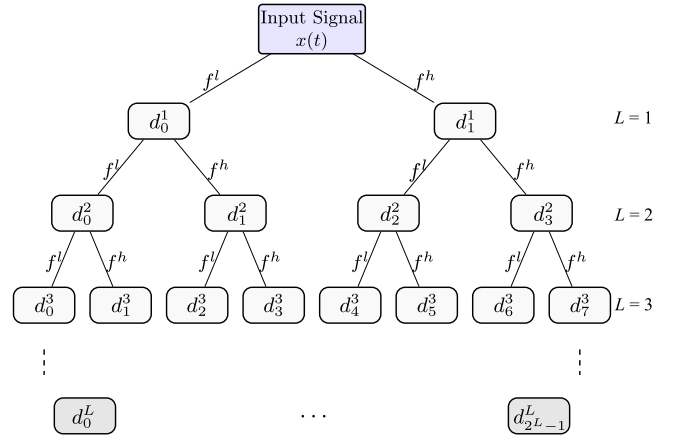 Input Signal
x(t)
f^l f^h
d_0^1 d_1^1 L = 1
f^l f^h f^l f^h
d_0^2 d_1^2 d_2^2 d_3^2 L = 2
f^l f^h f^l f^h f^l f^h f^l f^h
d_0^3 d_1^3 d_2^3 d_3^3 d_4^3 d_5^3 d_6^3 d_7^3 L = 3
d_0^L ... d_{2^L-1}^L